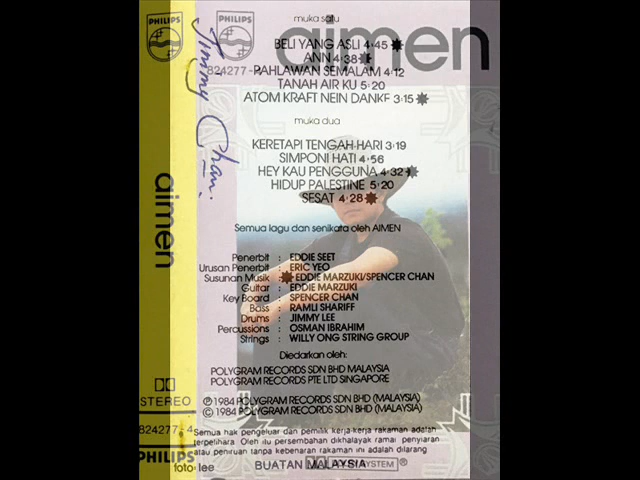 PHILIPS
PHILIPS
muka satu
aimen
Jimmy Chan.
BELI YANG ASLI 4·45
ANN 4·38
824277-
PAHLAWAN SEMALAM 4·12
TANAH AIR KU 5·20
ATOM KRAFT NEIN DANKE 3·15
muka dua
KERETAPI TENGAH-HARI 3·19
SIMPONI HATI 4·56
HEY KAU PENGGUNA 4·32
HIDUP PALESTINE 5·20
SESAT 4·28
aimen
Semua lagu dan senikata oleh AIMEN
Penerbit : EDDIE SEET
Urusan Penerbit : ERIC YEO
Susunan Musik : EDDIE MARZUKI/SPENCER CHAN
Guitar : EDDIE MARZUKI
Key Board : SPENCER CHAN
Bass : RAMLI SHARIFF
Drums : JIMMY LEE
Percussions : OSMAN IBRAHIM
Strings : WILLY ONG STRING GROUP
Diedarkan oleh:
POLYGRAM RECORDS SDN BHD MALAYSIA
POLYGRAM RECORDS PTE LTD SINGAPORE
STEREO
℗ 1984 POLYGRAM RECORDS SDN BHD (MALAYSIA)
© 1984 POLYGRAM RECORDS SDN BHD (MALAYSIA)
824277-4
Semua hak pengeluar dan pemilik kerja-kerja rakaman adalah
terpelihara. Oleh itu persembahan dikhalayak ramai penyiaran
atau peniruan tanpa kebenaran rakaman ini adalah dilarang
PHILIPS
foto lee
BUATAN MALAYSIA
SYSTEM